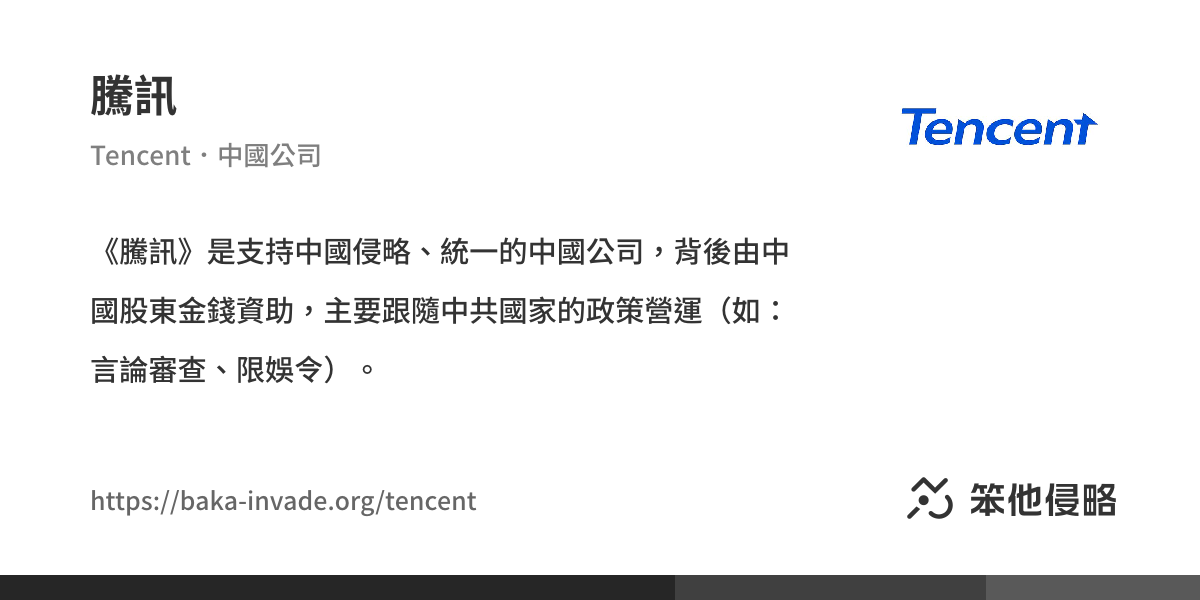 騰訊
Tencent・中國公司
Tencent
《騰訊》是支持中國侵略、統一的中國公司，背後由中
國股東金錢資助，主要跟隨中共國家的政策營運（如：
言論審查、限娛令）。
https://baka-invade.org/tencent
笨他侵略